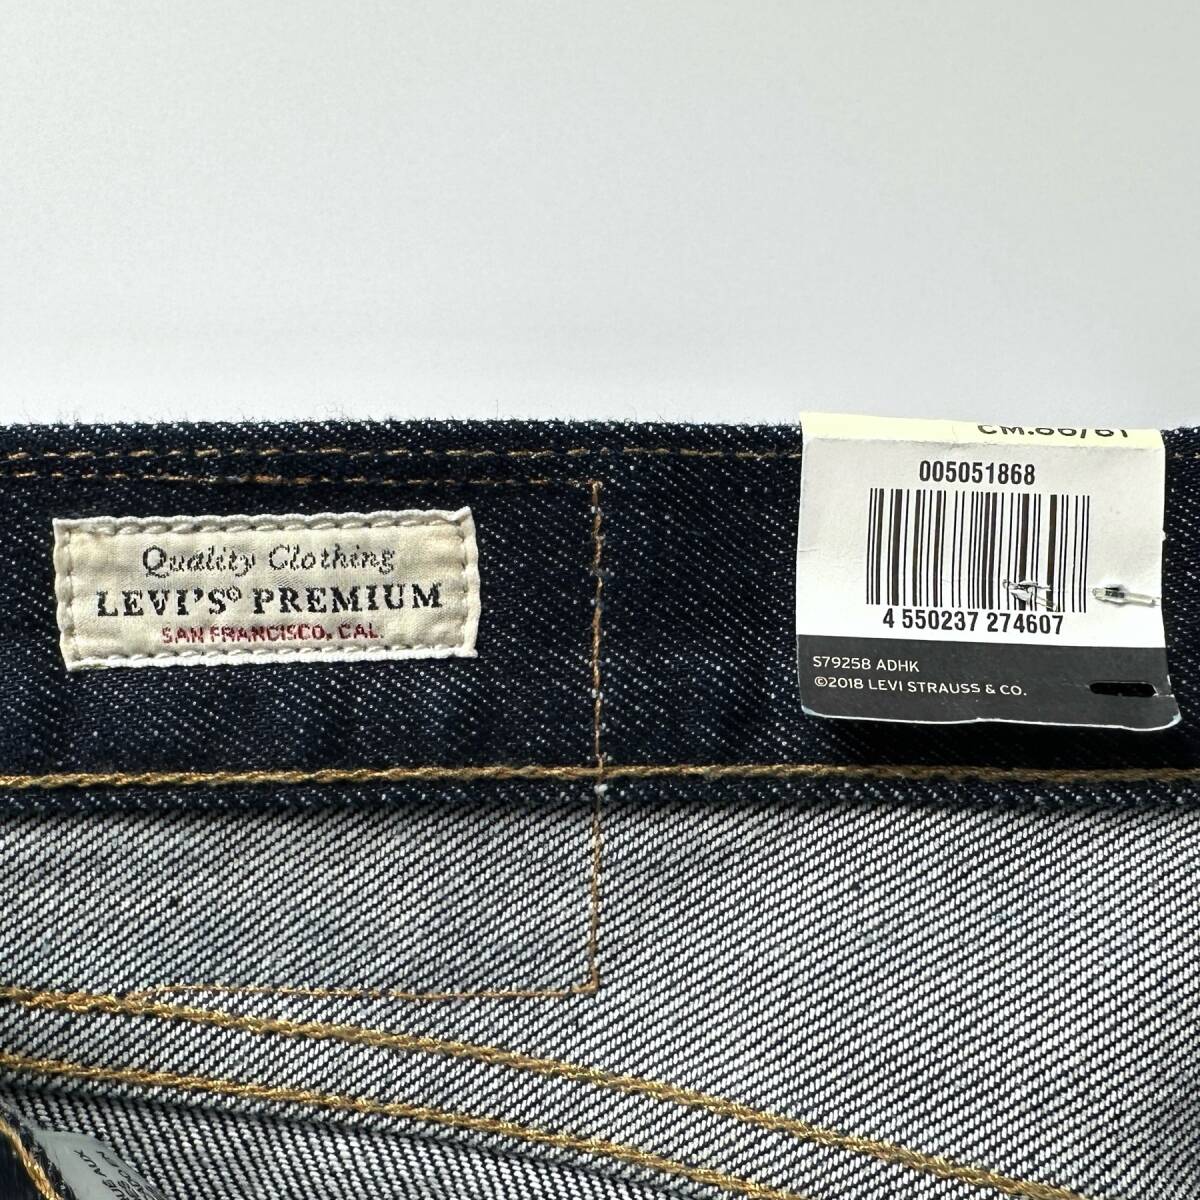 Quality Clothing
LEVI'S® PREMIUM
SAN FRANCISCO, CAL.
005051868
4 550237 274607
S79258 ADHK
©2018 LEVI STRAUSS & CO.